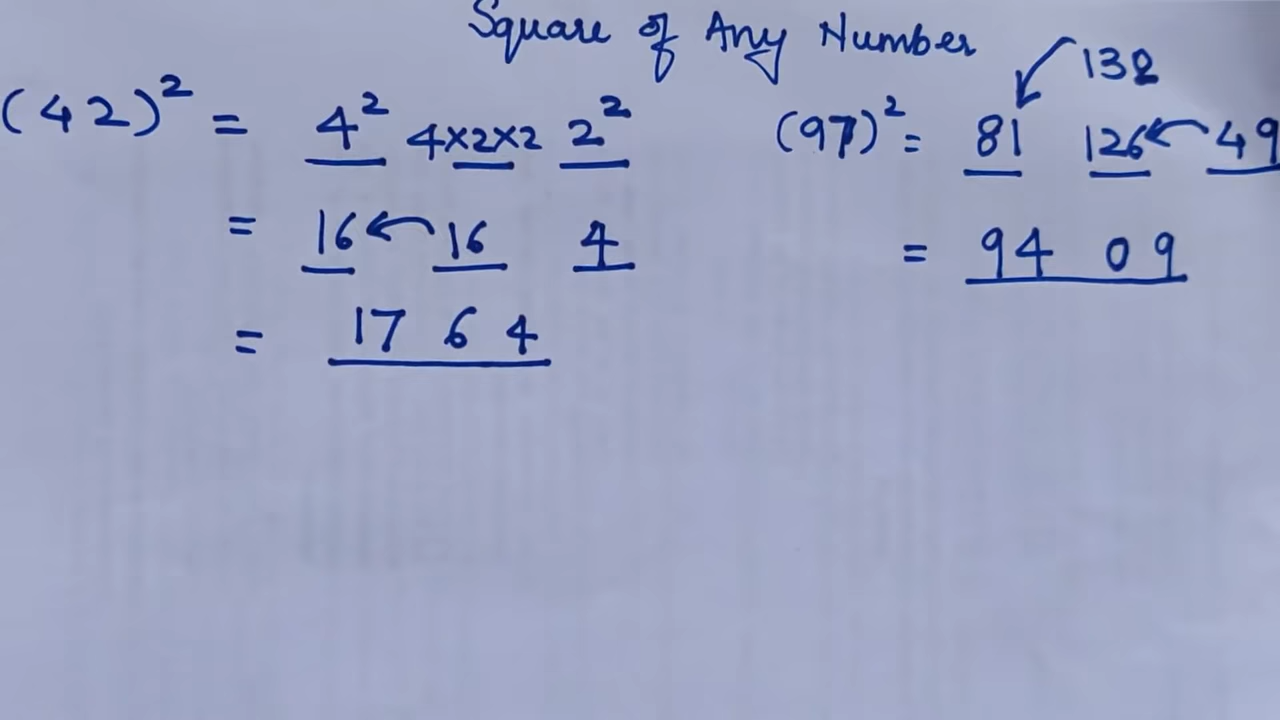 Square of Any Number
(42)² = 4² 4×2×2 2²
= 16 ← 16 4
= 17 6 4
130
(97)² = 81 126 ← 49
= 94 09